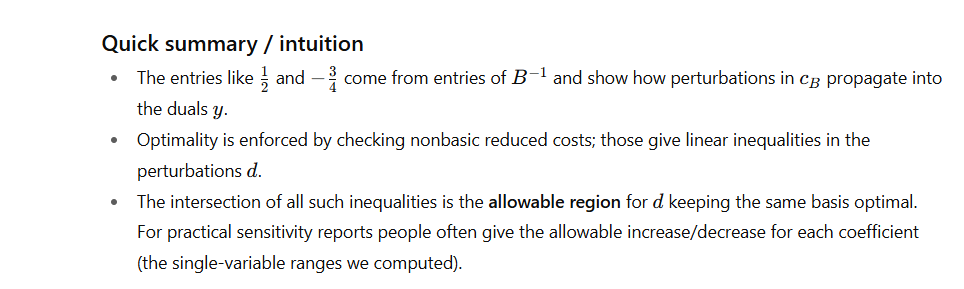 Quick summary / intuition
• The entries like 1/2 and −3/4 come from entries of B⁻¹ and show how perturbations in c_B propagate into
the duals y.
• Optimality is enforced by checking nonbasic reduced costs; those give linear inequalities in the
perturbations d.
• The intersection of all such inequalities is the allowable region for d keeping the same basis optimal.
For practical sensitivity reports people often give the allowable increase/decrease for each coefficient
(the single-variable ranges we computed).